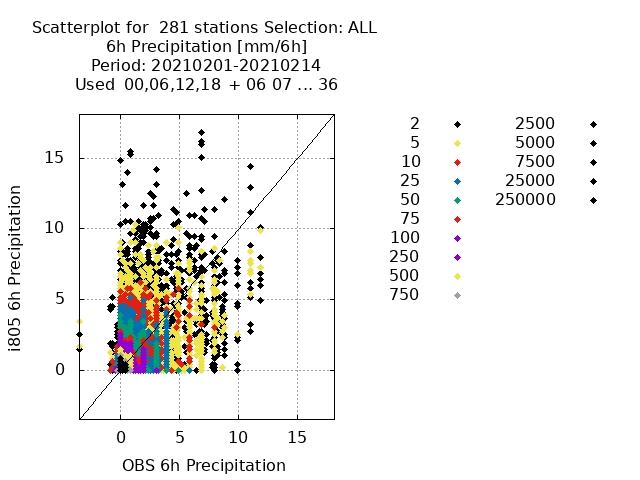 Scatterplot for  281 stations Selection: ALL
6h Precipitation [mm/6h]
Period: 20210201-20210214
Used  00,06,12,18 + 06 07 ... 36
15
10
5
0
i805 6h Precipitation
0 5 10 15
OBS 6h Precipitation
2 2500
5 5000
10 7500
25 25000
50 250000
75
100
250
500
750